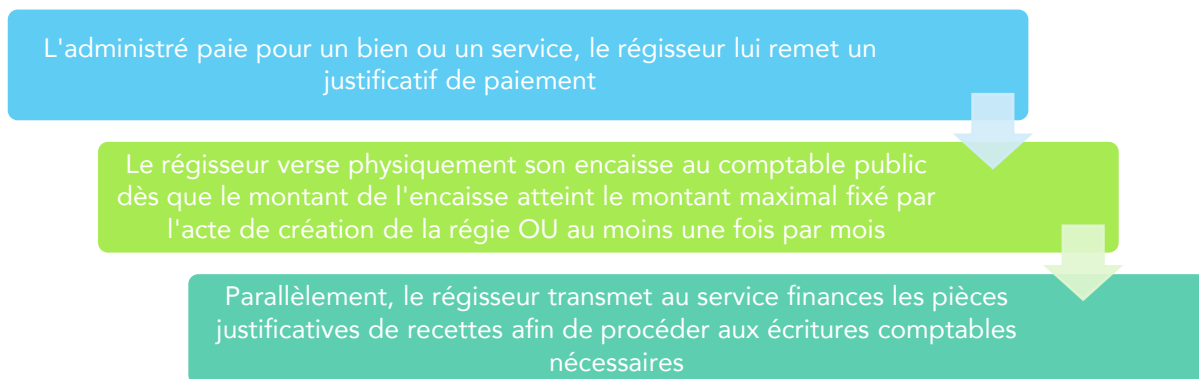 L'administré paie pour un bien ou un service, le régisseur lui remet un
justificatif de paiement
Le régisseur verse physiquement son encaisse au comptable public
dès que le montant de l'encaisse atteint le montant maximal fixé par
l'acte de création de la régie OU au moins une fois par mois
Parallèlement, le régisseur transmet au service finances les pièces
justificatives de recettes afin de procéder aux écritures comptables
nécessaires